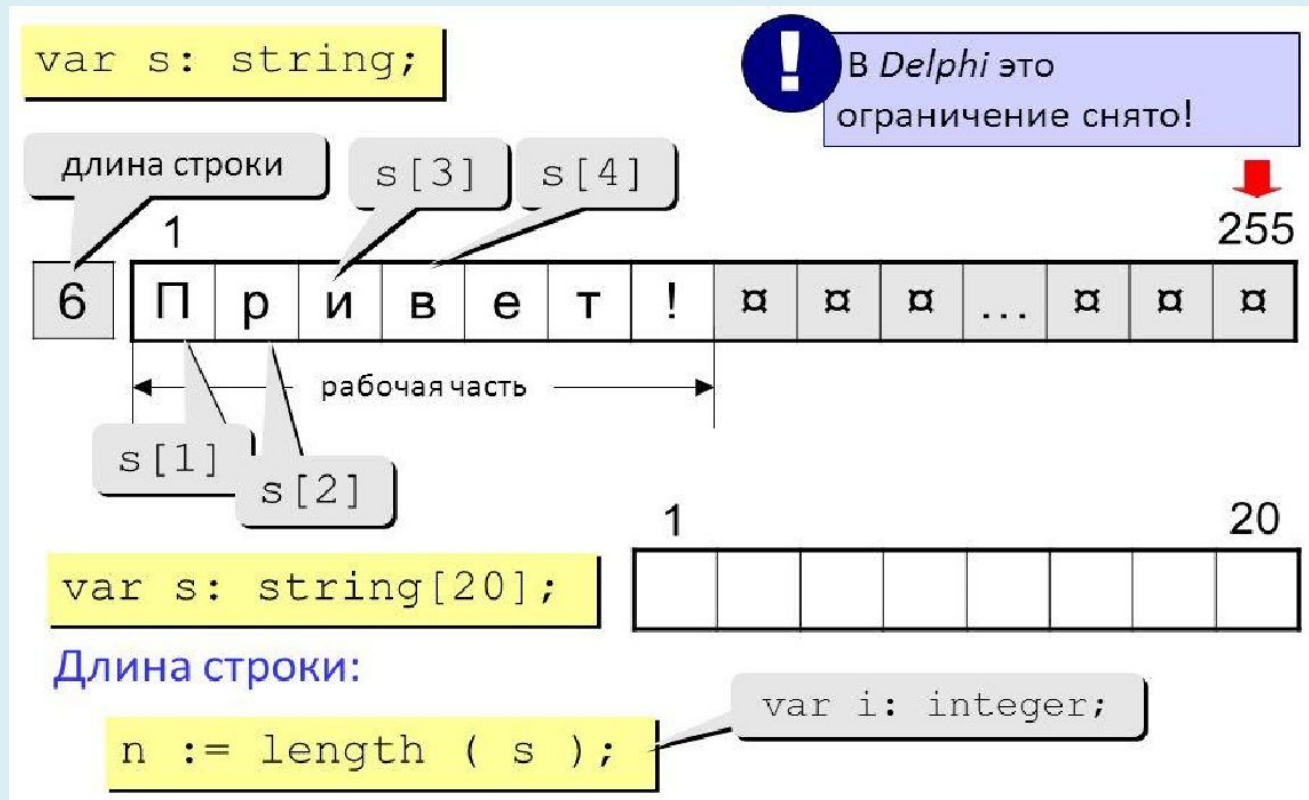 var s: string;
!
В Delphi это
ограничение снято!
длина строки
s[3]
s[4]
1
255
6 П р и в е т ! ¤ ¤ ¤ ... ¤ ¤ ¤
рабочая часть
s[1]
s[2]
1
20
var s: string[20];
Длина строки:
var i: integer;
n := length ( s );